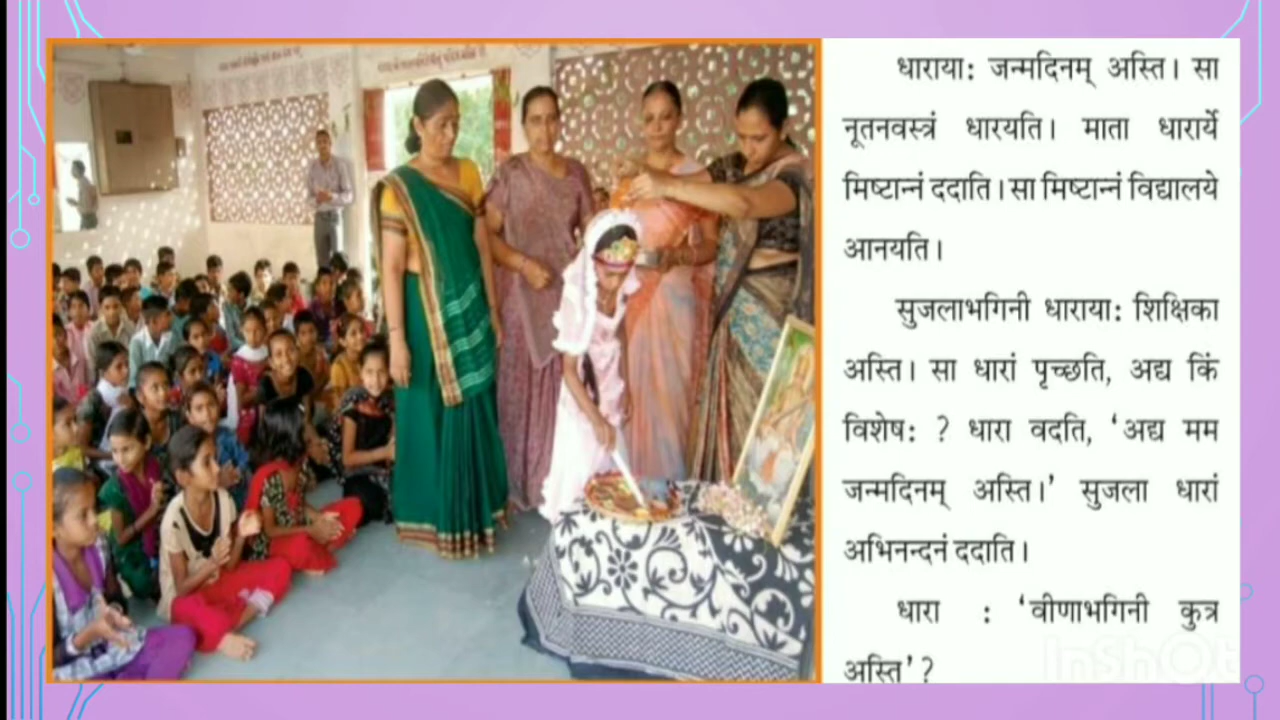 धारायाः जन्मदिनम् अस्ति। सा
नूतनवस्त्रं धारयति। माता धारार्ये
मिष्टान्नं ददाति। सा मिष्टान्नं विद्यालये
आनयति।
सुजलाभगिनी धारायाः शिक्षिका
अस्ति। सा धारां पृच्छति, अद्य किं
विशेषः ? धारा वदति, ‘अद्य मम
जन्मदिनम् अस्ति।’ सुजला धारां
अभिनन्दनं ददाति।
धारा : ‘वीणाभगिनी कुत्र
अस्ति’ ?
InShOt